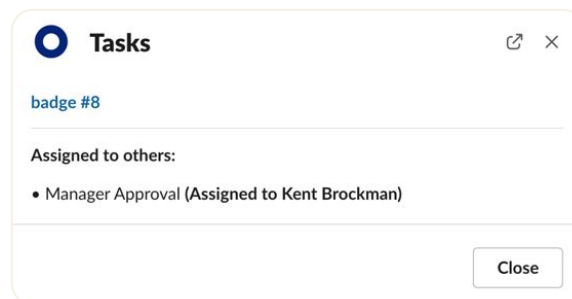 Tasks
badge #8
Assigned to others:
• Manager Approval (Assigned to Kent Brockman)
Close